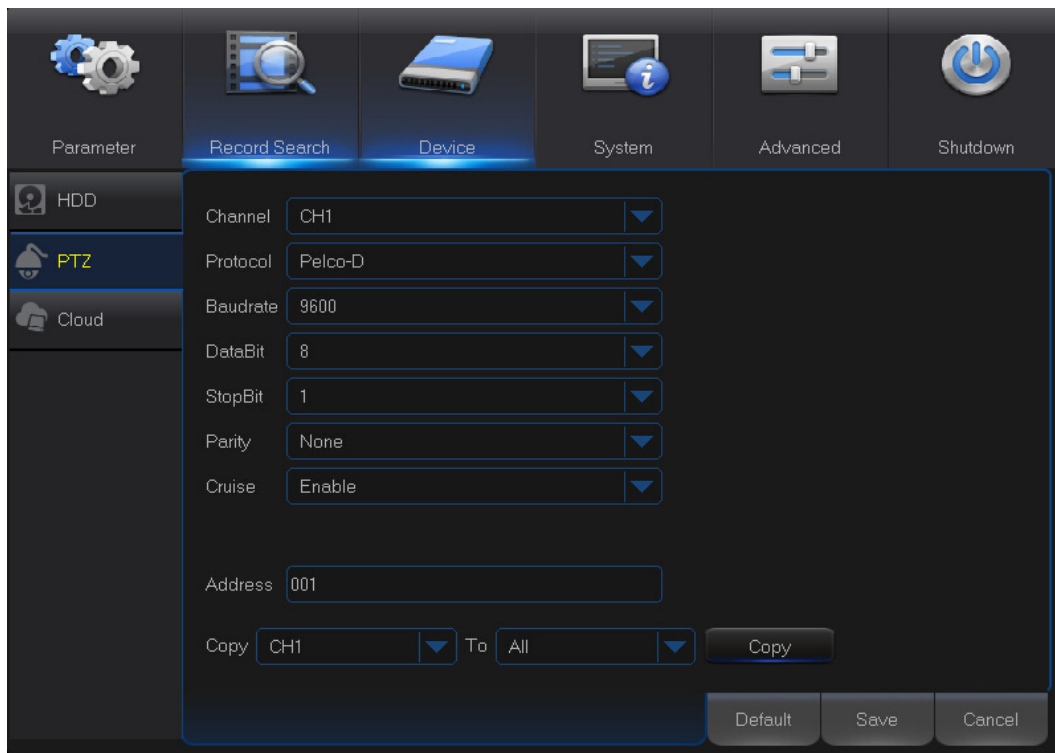 Parameter Record Search Device System Advanced Shutdown
HDD
PTZ
Cloud
Channel CH1
Protocol Pelco-D
Baudrate 9600
DataBit 8
StopBit 1
Parity None
Cruise Enable
Address 001
Copy CH1 To All Copy
Default Save Cancel